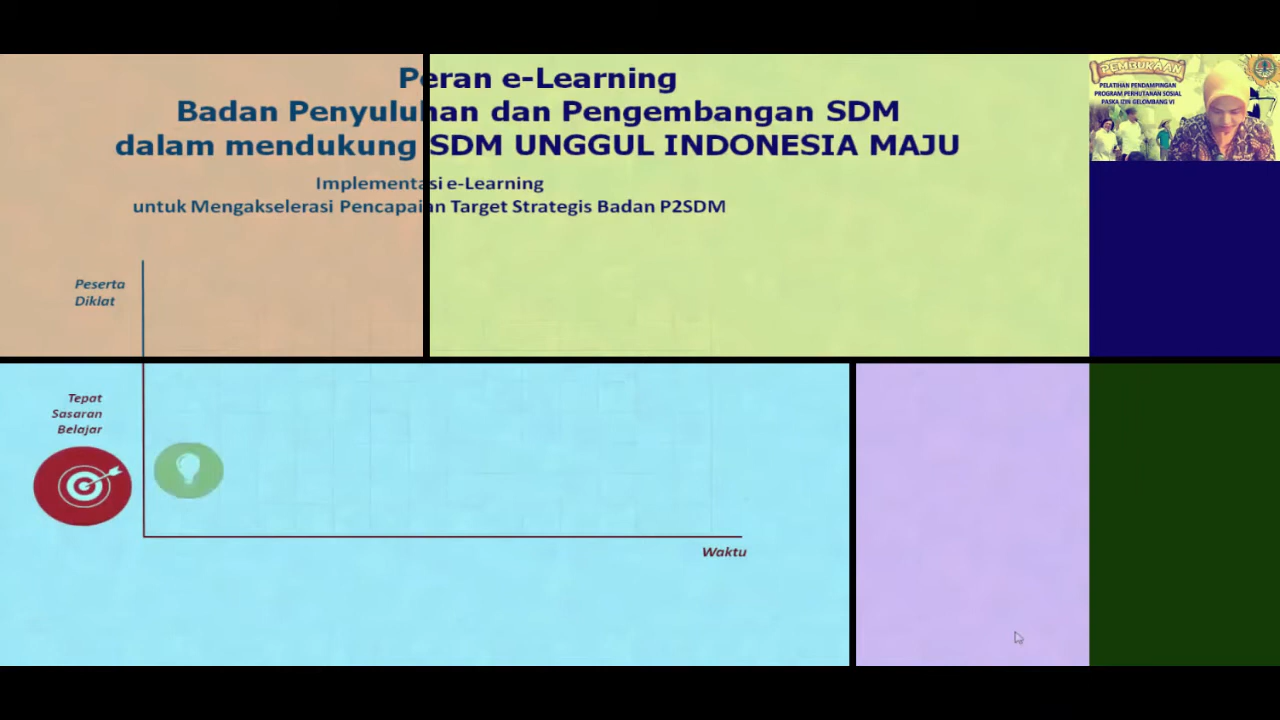 Peran e-Learning
Badan Penyuluhan dan Pengembangan SDM
dalam mendukung SDM UNGGUL INDONESIA MAJU
Implementasi e-Learning
untuk Mengakselerasi Pencapaian Target Strategis Badan P2SDM
Peserta
Diklat
Tepat
Sasaran
Belajar
Waktu
PEMBUKAAN
PELATIHAN PENDAMPINGAN
PROGRAM PERHUTANAN SOSIAL
PASKA IZIN GELOMBANG VI